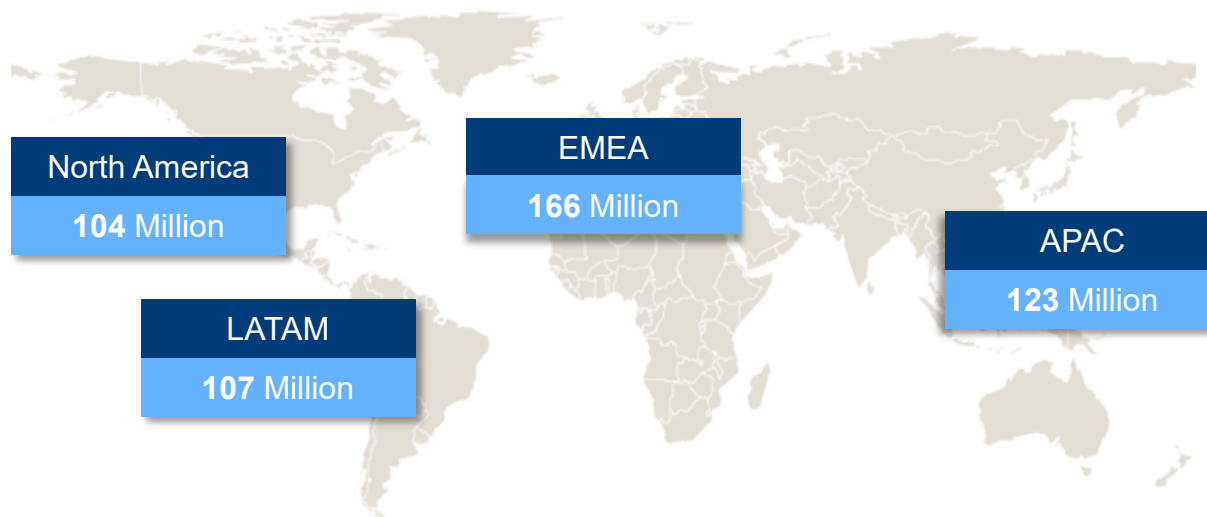 North America
104 Million
LATAM
107 Million
EMEA
166 Million
APAC
123 Million